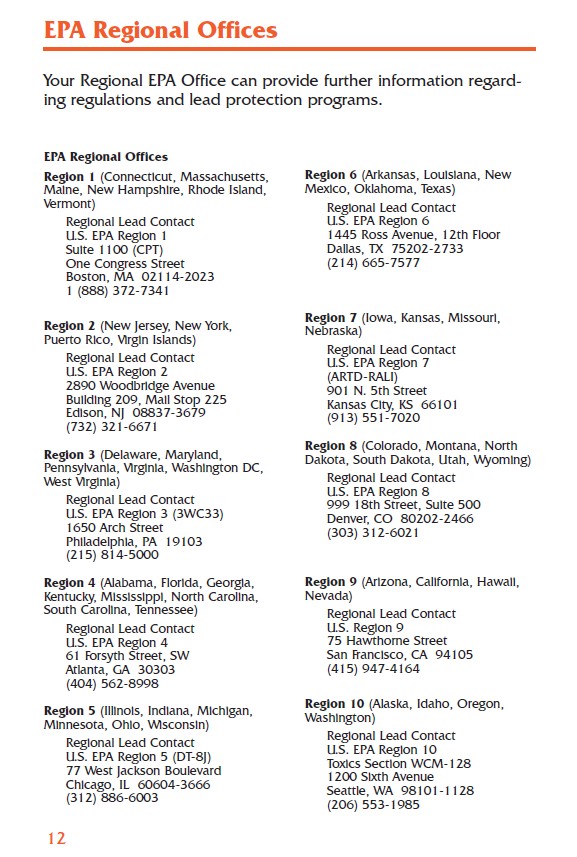 EPA Regional Offices
Your Regional EPA Office can provide further information regard-
ing regulations and lead protection programs.
EPA Regional Offices
Region 1 (Connecticut, Massachusetts,
Maine, New Hampshire, Rhode Island,
Vermont)
Regional Lead Contact
U.S. EPA Region 1
Suite 1100 (CPT)
One Congress Street
Boston, MA 02114-2023
1 (888) 372-7341
Region 2 (New Jersey, New York,
Puerto Rico, Virgin Islands)
Regional Lead Contact
U.S. EPA Region 2
2890 Woodbridge Avenue
Building 209, Mail Stop 225
Edison, NJ 08837-3679
(732) 321-6671
Region 3 (Delaware, Maryland,
Pennsylvania, Virginia, Washington DC,
West Virginia)
Regional Lead Contact
U.S. EPA Region 3 (3WC33)
1650 Arch Street
Philadelphia, PA 19103
(215) 814-5000
Region 4 (Alabama, Florida, Georgia,
Kentucky, Mississippi, North Carolina,
South Carolina, Tennessee)
Regional Lead Contact
U.S. EPA Region 4
61 Forsyth Street, SW
Atlanta, GA 30303
(404) 562-8998
Region 5 (Illinois, Indiana, Michigan,
Minnesota, Ohio, Wisconsin)
Regional Lead Contact
U.S. EPA Region 5 (DT-8J)
77 West Jackson Boulevard
Chicago, IL 60604-3666
(312) 886-6003
Region 6 (Arkansas, Louisiana, New
Mexico, Oklahoma, Texas)
Regional Lead Contact
U.S. EPA Region 6
1445 Ross Avenue, 12th Floor
Dallas, TX 75202-2733
(214) 665-7577
Region 7 (Iowa, Kansas, Missouri,
Nebraska)
Regional Lead Contact
U.S. EPA Region 7
(ARTD-RALI)
901 N. 5th Street
Kansas City, KS 66101
(913) 551-7020
Region 8 (Colorado, Montana, North
Dakota, South Dakota, Utah, Wyoming)
Regional Lead Contact
U.S. EPA Region 8
999 18th Street, Suite 500
Denver, CO 80202-2466
(303) 312-6021
Region 9 (Arizona, California, Hawaii,
Nevada)
Regional Lead Contact
U.S. Region 9
75 Hawthorne Street
San Francisco, CA 94105
(415) 947-4164
Region 10 (Alaska, Idaho, Oregon,
Washington)
Regional Lead Contact
U.S. EPA Region 10
Toxics Section WCM-128
1200 Sixth Avenue
Seattle, WA 98101-1128
(206) 553-1985
12